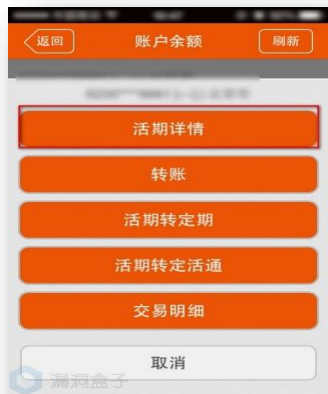 返回
账户余额
刷新
活期详情
转账
活期转定期
活期转定活通
交易明细
取消
漏洞盒子